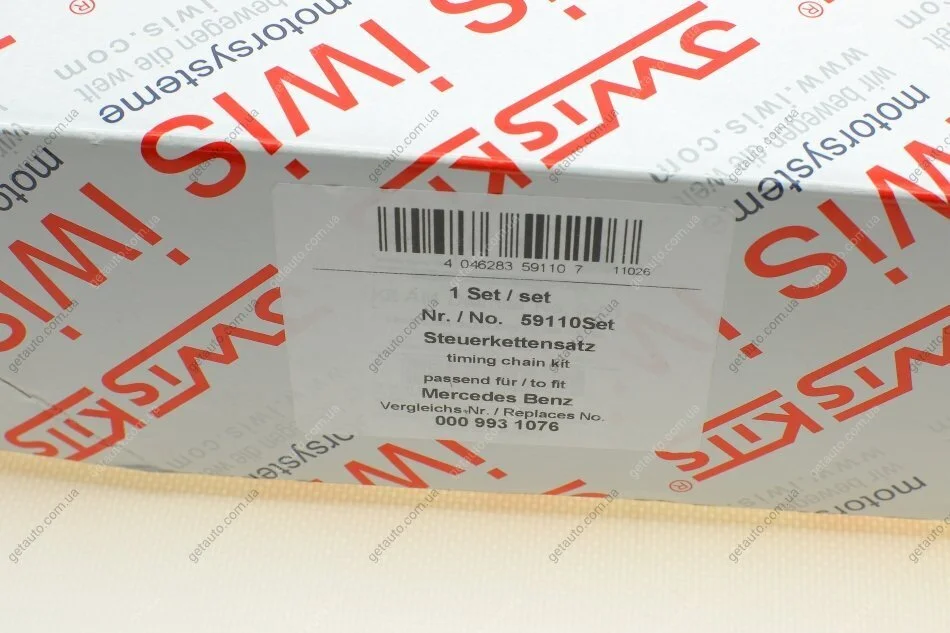 iwis
motorsysteme
wir bewegen die welt
www.iwis.com
JWIS KITS
4 046283 59110 7
11026
1 Set / set
Nr. / No. 59110Set
Steuerkettensatz
timing chain kit
passend für / to fit
Mercedes Benz
Vergleichs-Nr. / Replaces No.
000 993 1076
getauto.com.ua